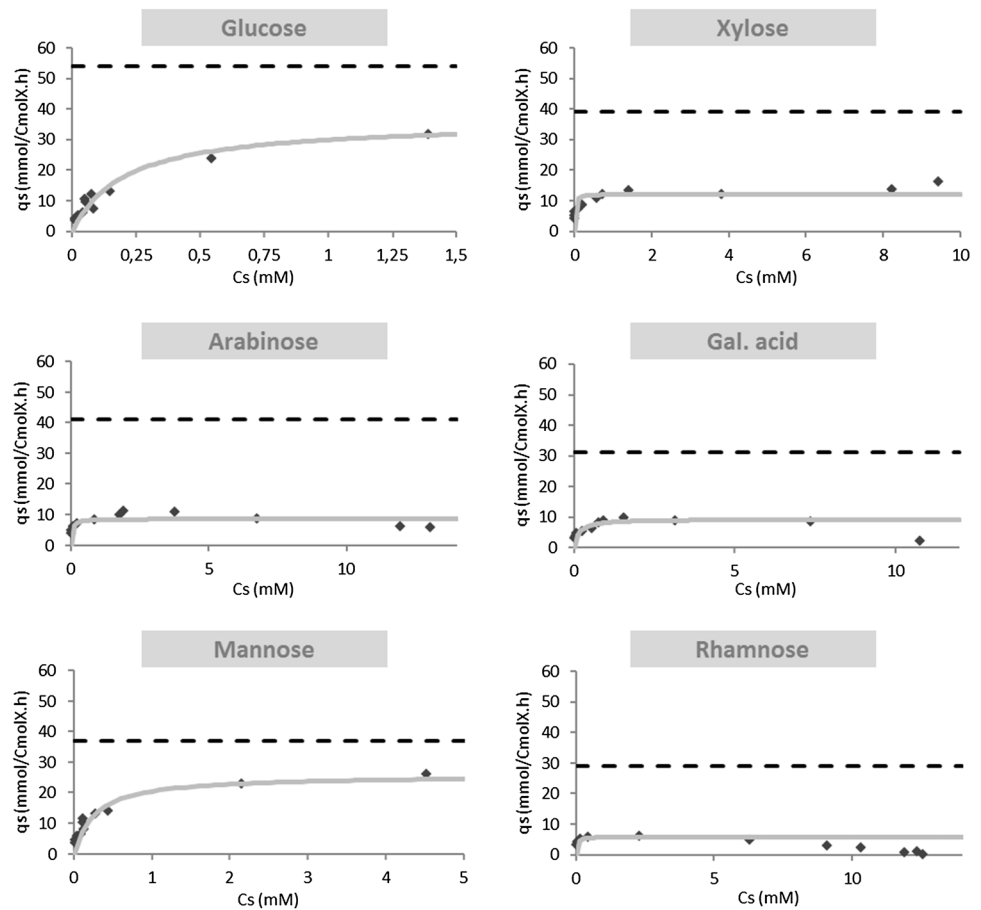 Glucose
60
50
40
30
20
10
0
qs (mmol/CmolX.h)
0 0,25 0,5 0,75 1 1,25 1,5
Cs (mM)
Xylose
60
50
40
30
20
10
0
qs (mmol/CmolX.h)
0 2 4 6 8 10
Cs (mM)
Arabinose
60
50
40
30
20
10
0
qs (mmol/CmolX.h)
0 5 10
Cs (mM)
Gal. acid
60
50
40
30
20
10
0
qs (mmol/CmolX.h)
0 5 10
Cs (mM)
Mannose
60
50
40
30
20
10
0
qs (mmol/CmolX.h)
0 1 2 3 4 5
Cs (mM)
Rhamnose
60
50
40
30
20
10
0
qs (mmol/CmolX.h)
0 5 10
Cs (mM)